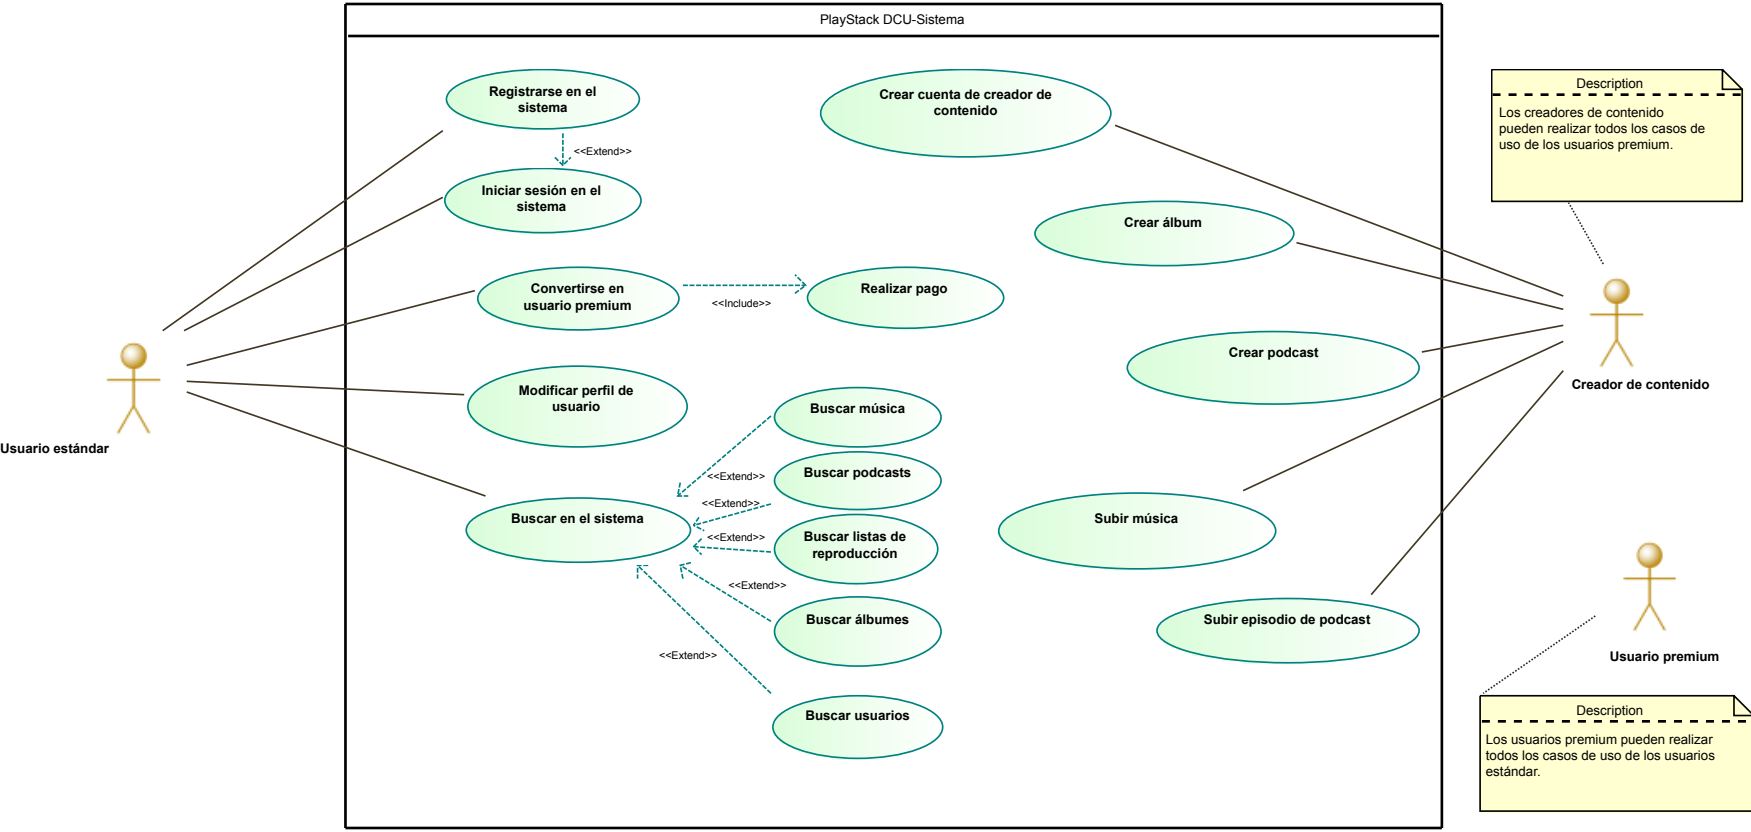 PlayStack DCU-Sistema
Registrarse en el
sistema
<<Extend>>
Iniciar sesión en el
sistema
Convertirse en
usuario premium
<<Include>>
Realizar pago
Modificar perfil de
usuario
Buscar en el sistema
Buscar música
<<Extend>>
Buscar podcasts
<<Extend>>
Buscar listas de
reproducción
<<Extend>>
Buscar álbumes
<<Extend>>
Buscar usuarios
<<Extend>>
Usuario estándar
Crear cuenta de creador de
contenido
Crear álbum
Crear podcast
Subir música
Subir episodio de podcast
Description
Los creadores de contenido
pueden realizar todos los casos de
uso de los usuarios premium.
Creador de contenido
Usuario premium
Description
Los usuarios premium pueden realizar
todos los casos de uso de los usuarios
estándar.